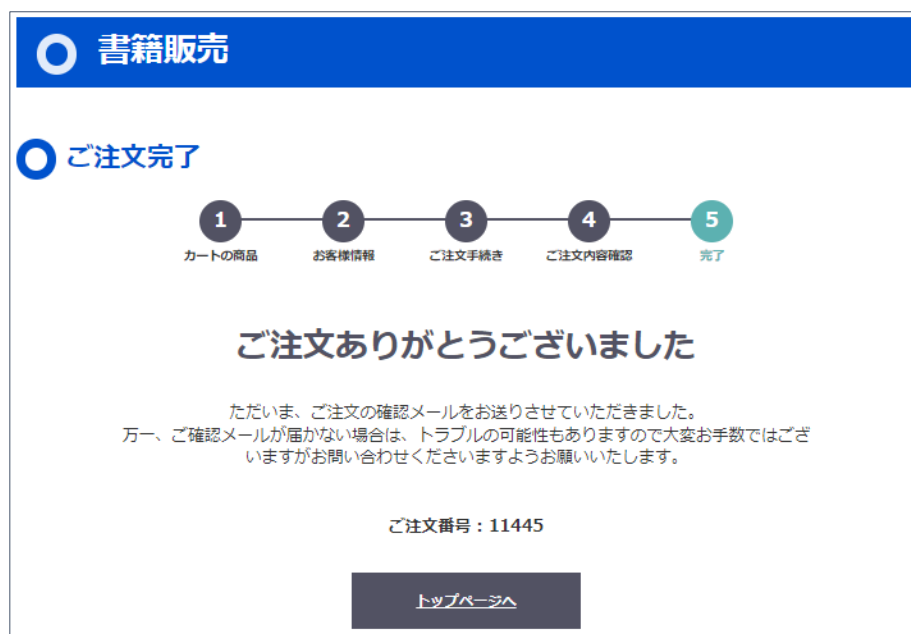 書籍販売
ご注文完了
1 2 3 4 5
カートの商品 お客様情報 ご注文手続き ご注文内容確認 完了
ご注文ありがとうございました
ただいま、ご注文の確認メールをお送りさせていただきました。
万一、ご確認メールが届かない場合は、トラブルの可能性もありますので大変お手数ではござ
いますがお問い合わせくださいますようお願いいたします。
ご注文番号：11445
トップページへ